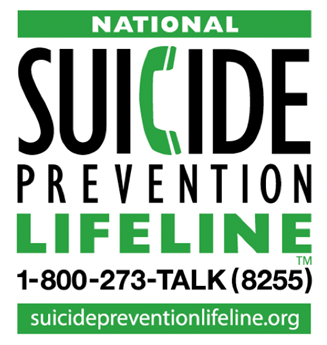 NATIONAL
SUICIDE
PREVENTION
LIFELINE™
1-800-273-TALK (8255)
suicidepreventionlifeline.org